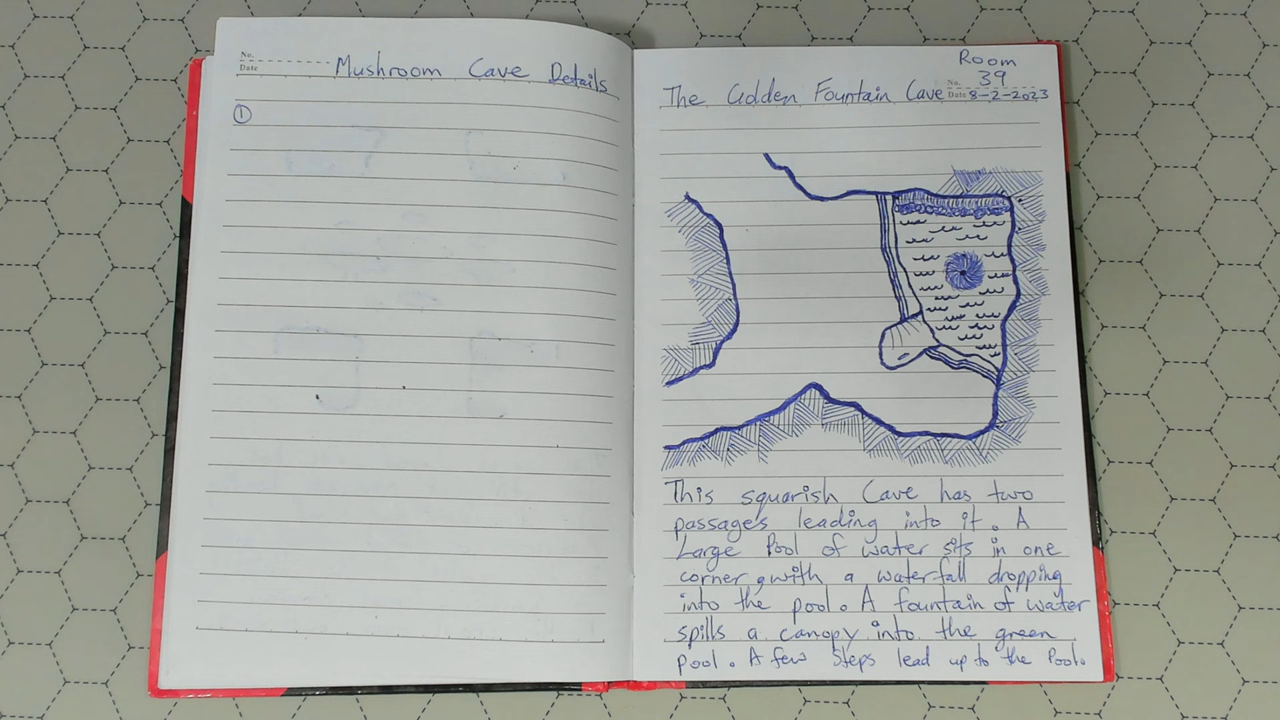 No.
Date
Mushroom Cave Details
①
Room
No. 39
The Golden Fountain Cave Date 8-2-2023
This squarish Cave has two
passages leading into it. A
Large Pool of water sits in one
corner, with a waterfall dropping
into the pool. A fountain of water
spills a canopy into the green
pool. A few Steps lead up to the Pool.